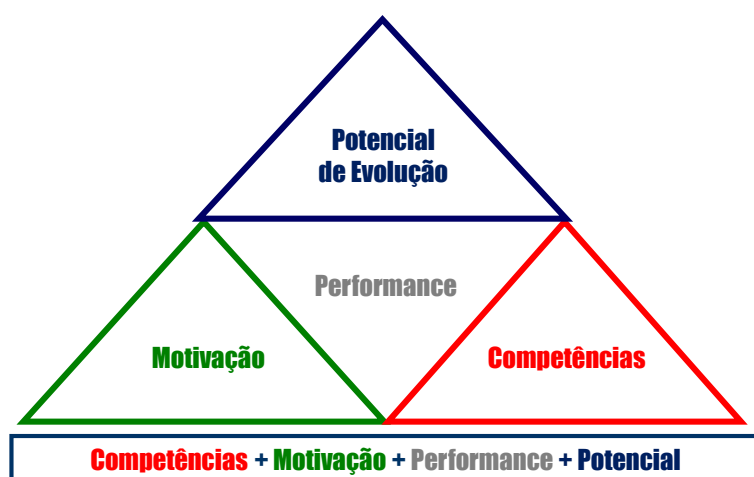 Potencial
de Evolução
Performance
Motivação
Competências
Competências + Motivação + Performance + Potencial